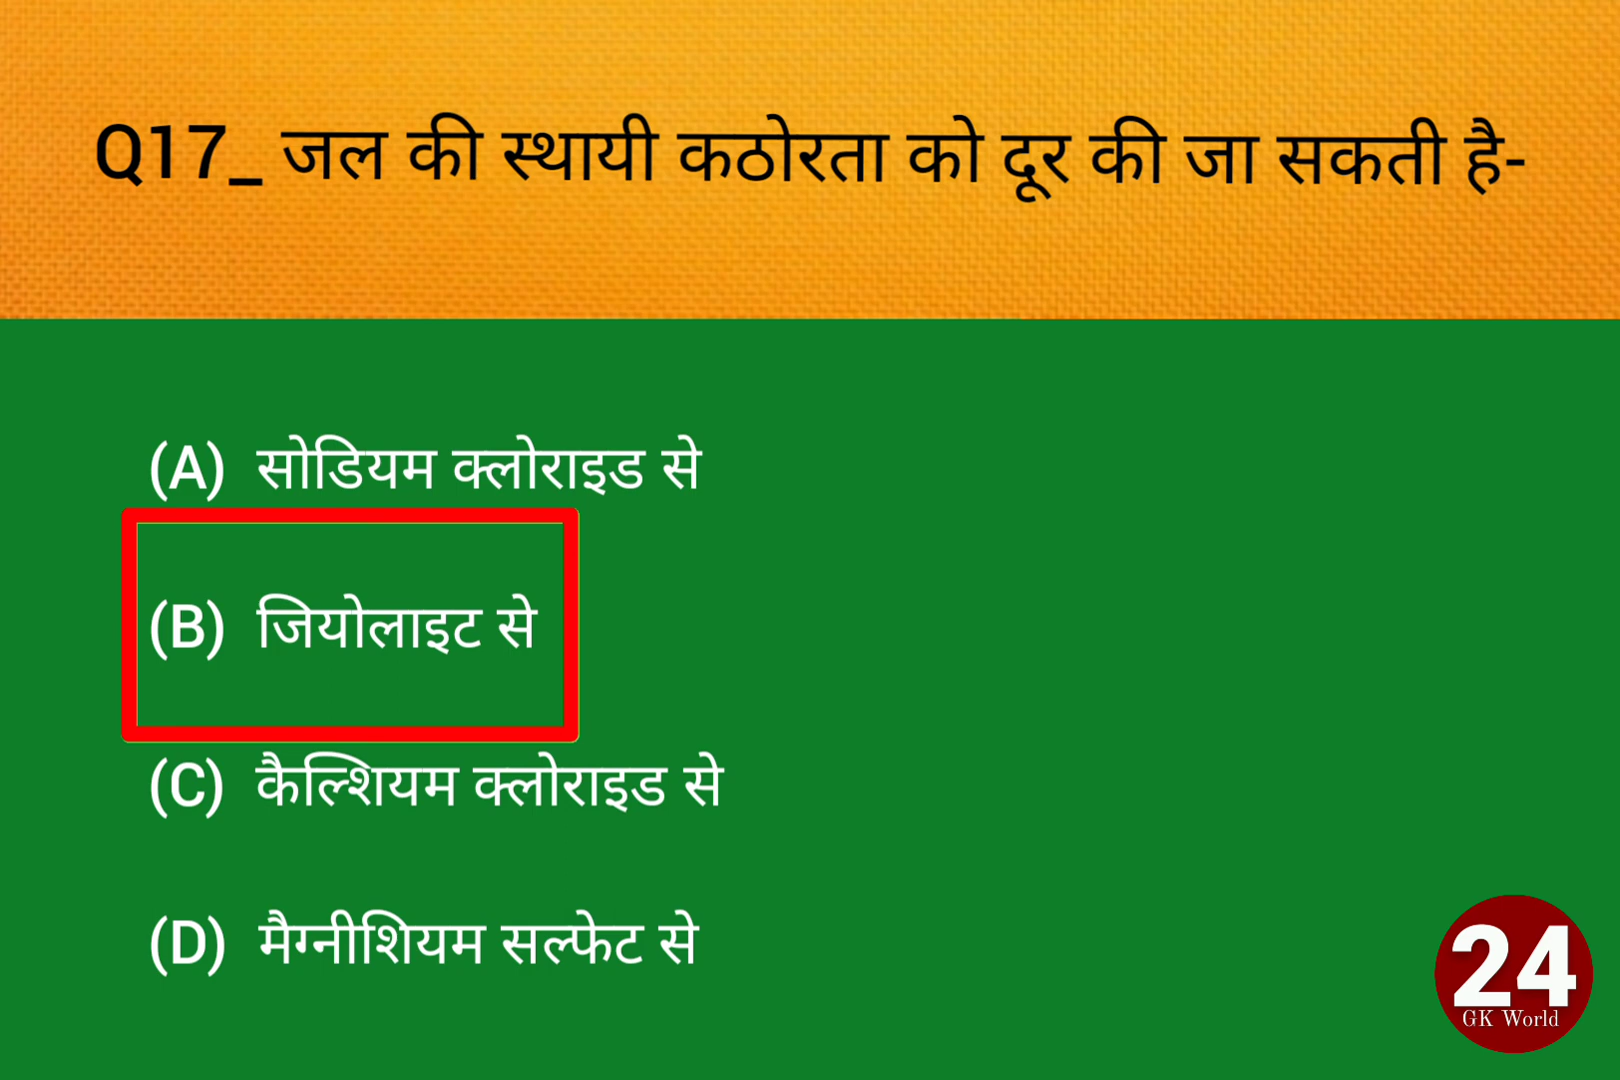 Q17_ जल की स्थायी कठोरता को दूर की जा सकती है-
(A) सोडियम क्लोराइड से
(B) जियोलाइट से
(C) कैल्शियम क्लोराइड से
(D) मैग्नीशियम सल्फेट से
24
GK World